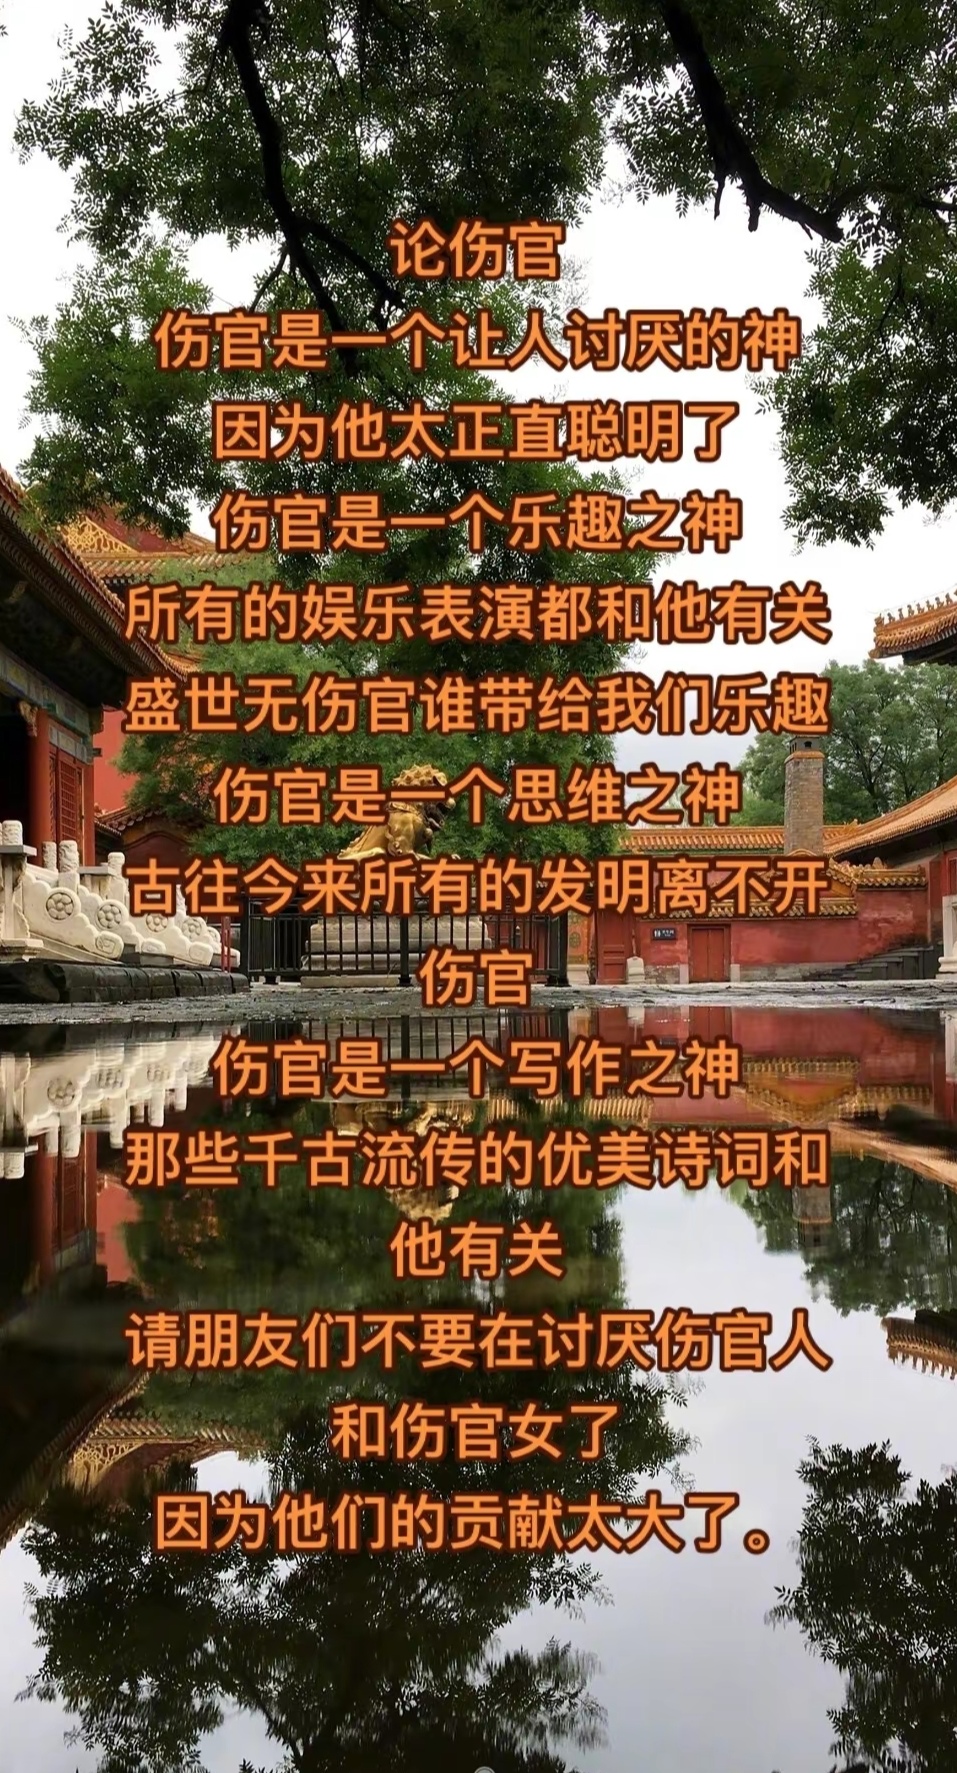 论伤官
伤官是一个让人讨厌的神
因为他太正直聪明了
伤官是一个乐趣之神
所有的娱乐表演都和他有关
盛世无伤官谁带给我们乐趣
伤官是一个思维之神
古往今来所有的发明离不开
伤官
伤官是一个写作之神
那些千古流传的优美诗词和
他有关
请朋友们不要在讨厌伤官人
和伤官女了
因为他们的贡献太大了。